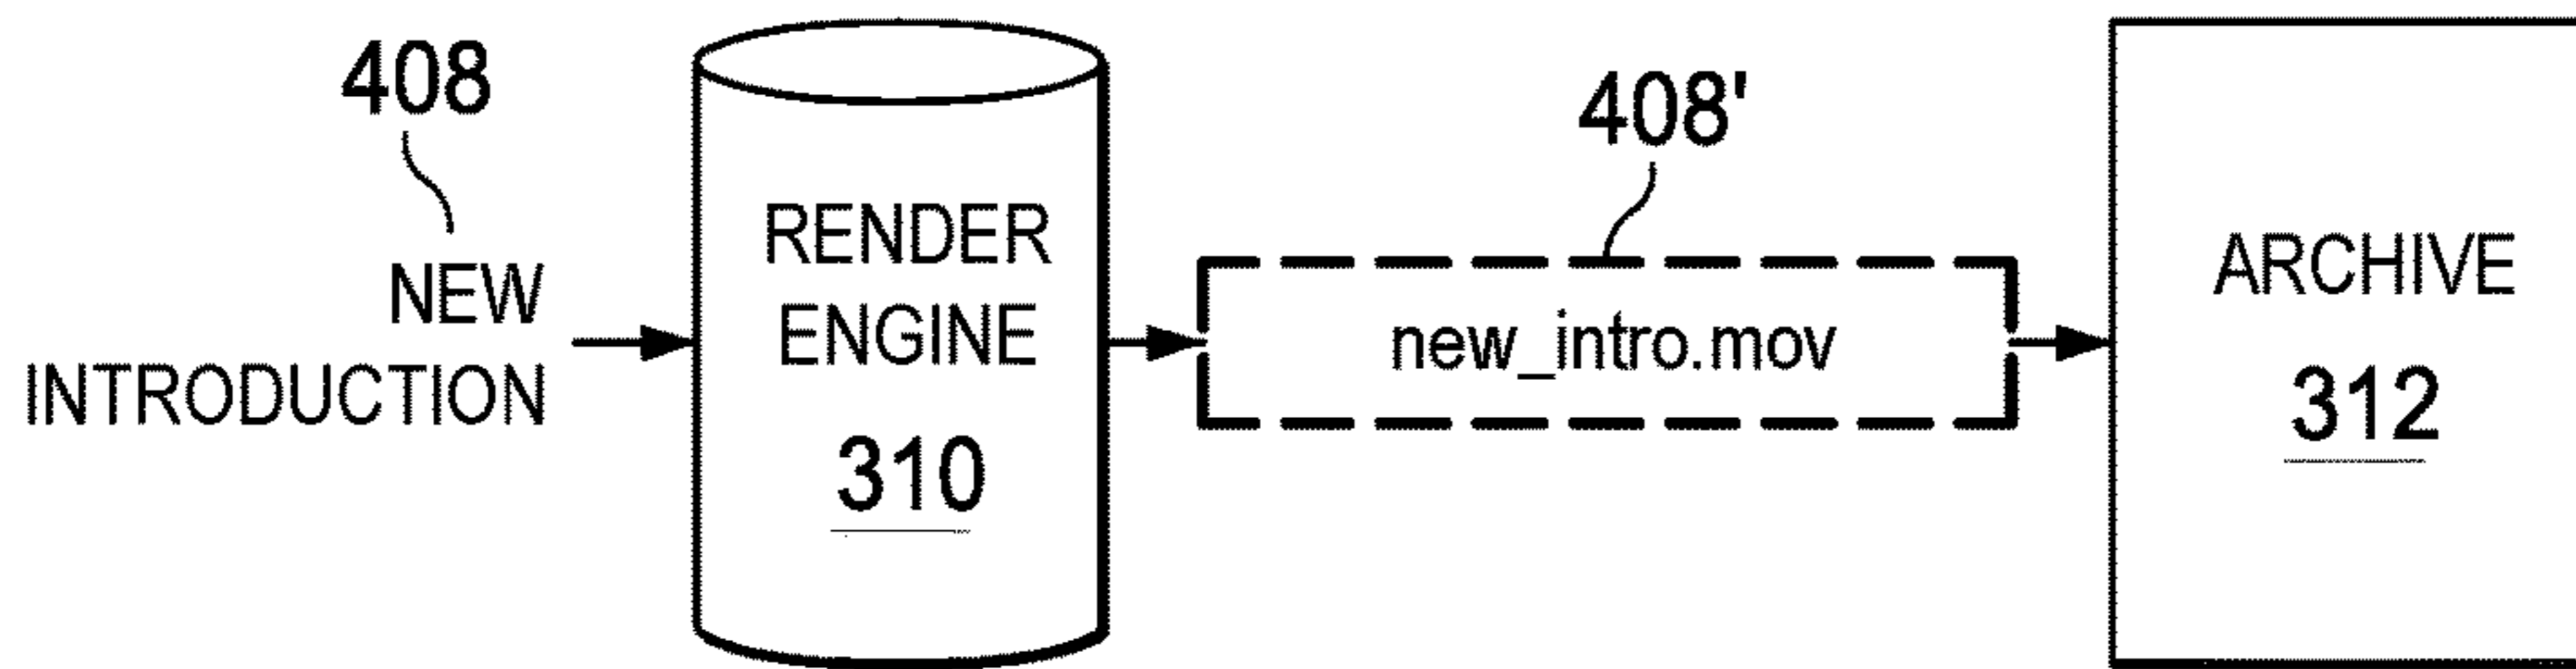 408
NEW
INTRODUCTION
RENDER
ENGINE
310
408'
new_intro.mov
ARCHIVE
312